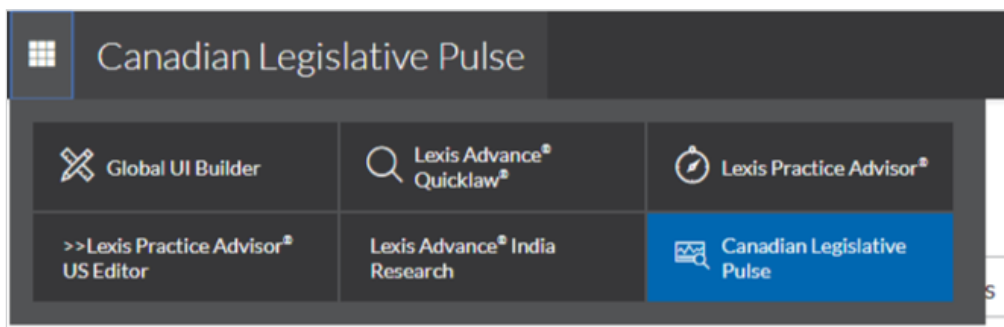 Canadian Legislative Pulse
Global UI Builder
Lexis Advance®
Quicklaw®
Lexis Practice Advisor®
>>Lexis Practice Advisor®
US Editor
Lexis Advance® India
Research
Canadian Legislative
Pulse
s